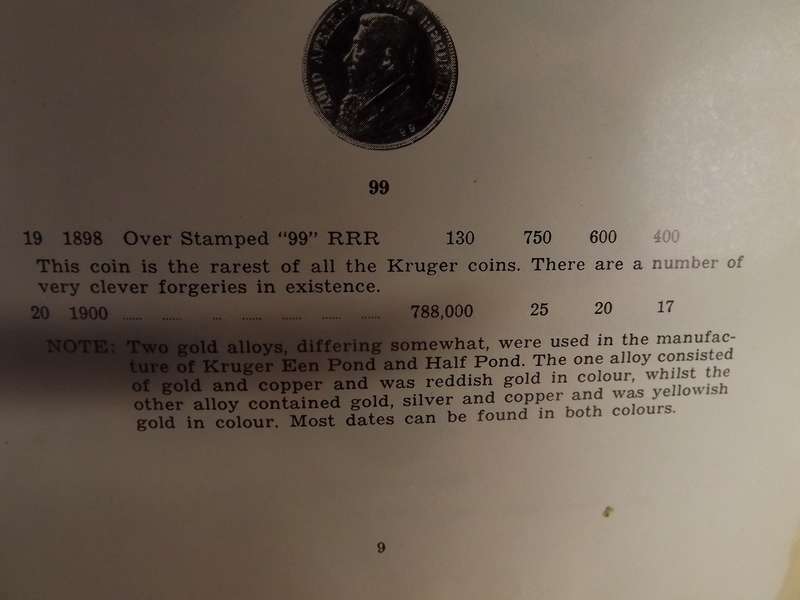 99
19 1898 Over Stamped "99" RRR 130 750 600 400
This coin is the rarest of all the Kruger coins. There are a number of
very clever forgeries in existence.
20 1900 ...... ...... ... ...... ...... ...... ...... 788,000 25 20 17
NOTE: Two gold alloys, differing somewhat, were used in the manufac-
ture of Kruger Een Pond and Half Pond. The one alloy consisted
of gold and copper and was reddish gold in colour, whilst the
other alloy contained gold, silver and copper and was yellowish
gold in colour. Most dates can be found in both colours.
9